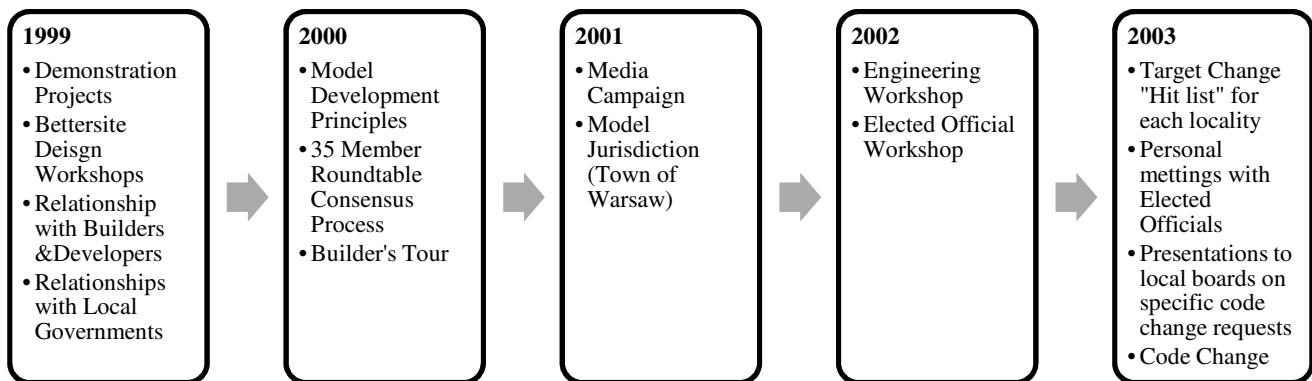 1999
• Demonstration
Projects
• Bettersite
Deisgn
Workshops
• Relationship
with Builders
&Developers
• Relationships
with Local
Governments
2000
• Model
Development
Principles
• 35 Member
Roundtable
Consensus
Process
• Builder's Tour
2001
• Media
Campaign
• Model
Jurisdiction
(Town of
Warsaw)
2002
• Engineering
Workshop
• Elected Official
Workshop
2003
• Target Change
"Hit list" for
each locality
• Personal
mettings with
Elected
Officials
• Presentations to
local boards on
specific code
change requests
• Code Change